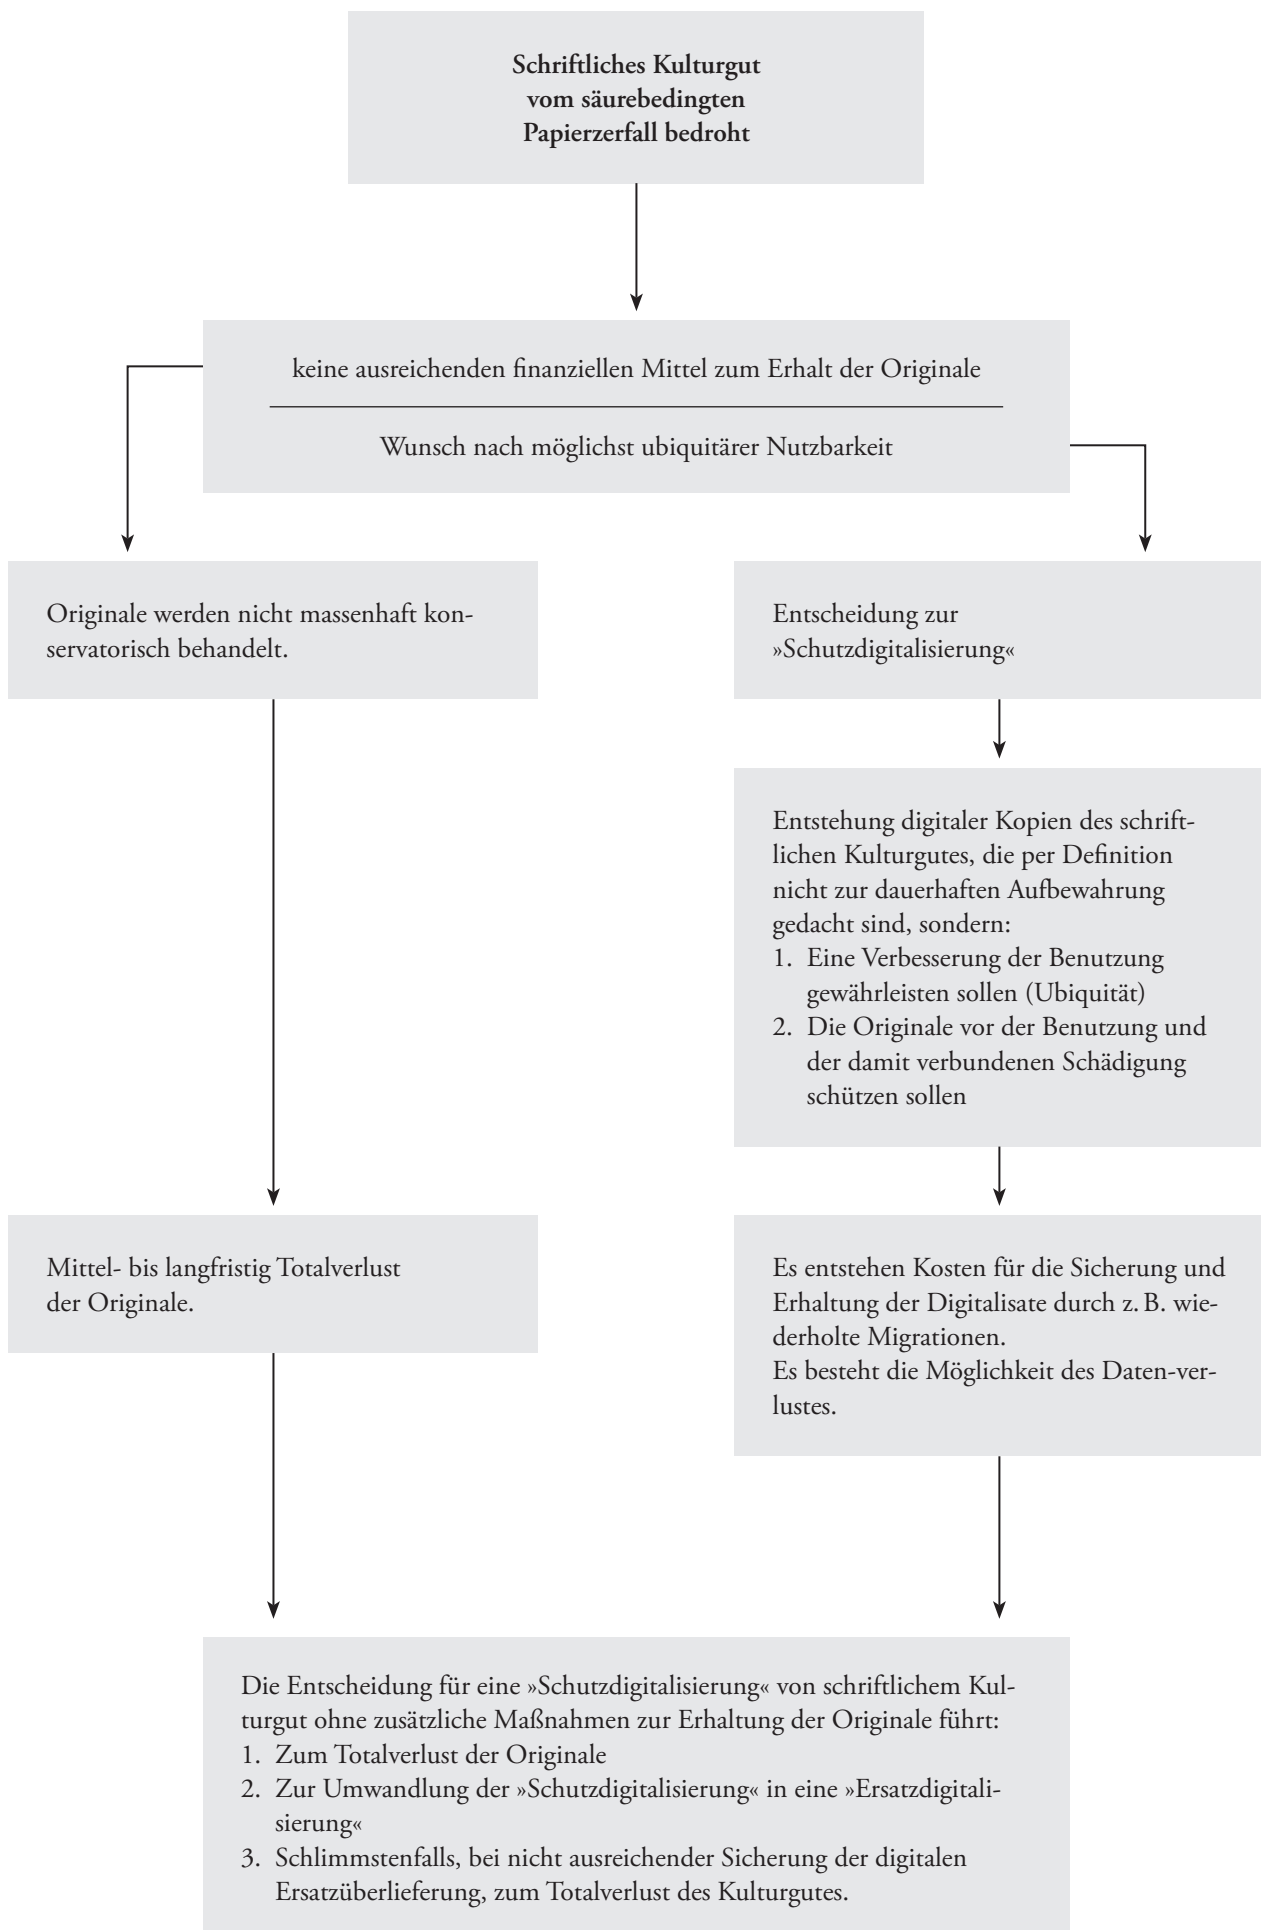 Schriftliches Kulturgut
vom säurebedingten
Papierzerfall bedroht
keine ausreichenden finanziellen Mittel zum Erhalt der Originale
Wunsch nach möglichst ubiquitärer Nutzbarkeit
Originale werden nicht massenhaft kon-
servatorisch behandelt.
Entscheidung zur
»Schutzdigitalisierung«
Entstehung digitaler Kopien des schrift-
lichen Kulturgutes, die per Definition
nicht zur dauerhaften Aufbewahrung
gedacht sind, sondern:
1. Eine Verbesserung der Benutzung
gewährleisten sollen (Ubiquität)
2. Die Originale vor der Benutzung und
der damit verbundenen Schädigung
schützen sollen
Mittel- bis langfristig Totalverlust
der Originale.
Es entstehen Kosten für die Sicherung und
Erhaltung der Digitalisate durch z. B. wie-
derholte Migrationen.
Es besteht die Möglichkeit des Daten-ver-
lustes.
Die Entscheidung für eine »Schutzdigitalisierung« von schriftlichem Kul-
turgut ohne zusätzliche Maßnahmen zur Erhaltung der Originale führt:
1. Zum Totalverlust der Originale
2. Zur Umwandlung der »Schutzdigitalisierung« in eine »Ersatzdigitali-
sierung«
3. Schlimmstenfalls, bei nicht ausreichender Sicherung der digitalen
Ersatzüberlieferung, zum Totalverlust des Kulturgutes.